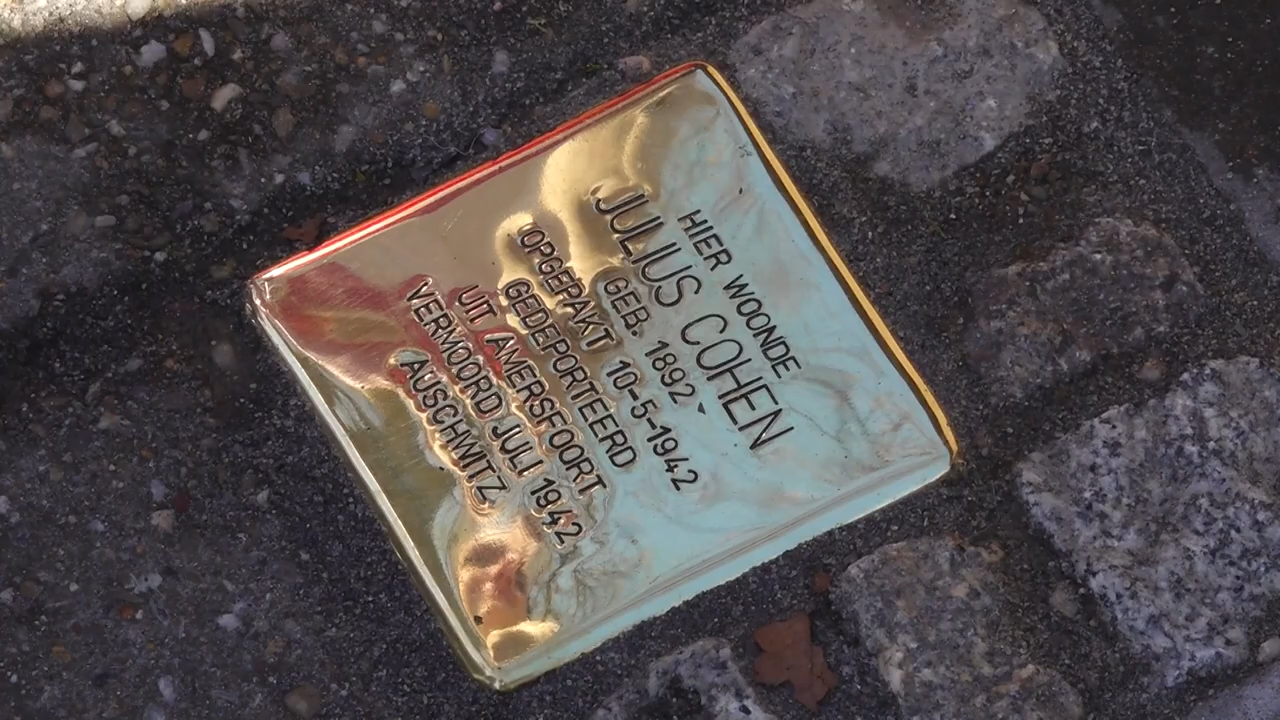 HIER WOONDE
JULIUS COHEN
GEB. 1892
OPGEPAKT 10-5-1942
GEDEPORTEERD
UIT AMERSFOORT
VERMOORD JULI 1942
AUSCHWITZ